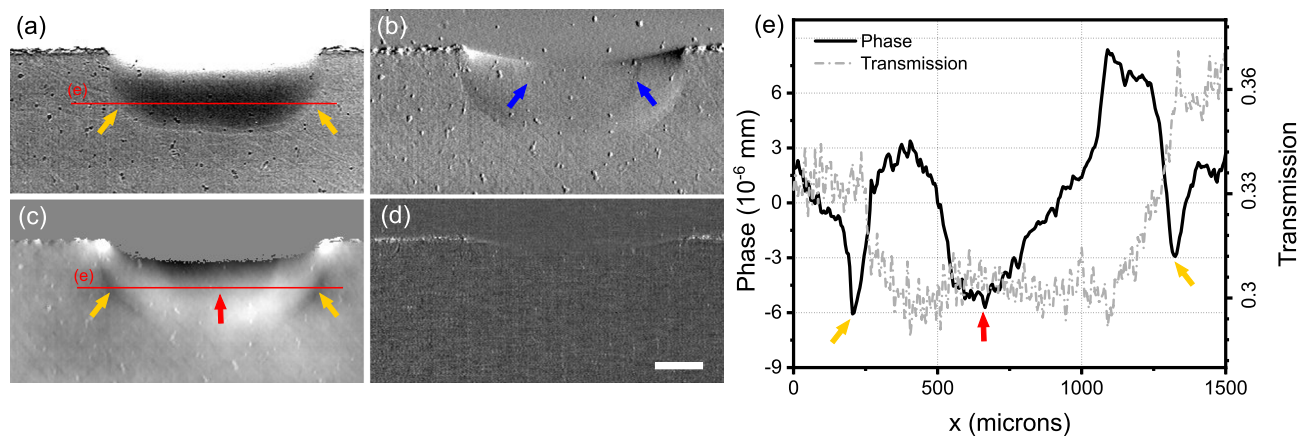 (a)
(e)
(b)
(c)
(e)
(d)
(e)
Phase
Transmission
6
3
0
-3
-6
-9
Phase (10-6 mm)
0
500
1000
1500
x (microns)
0.36
0.33
0.3
Transmission